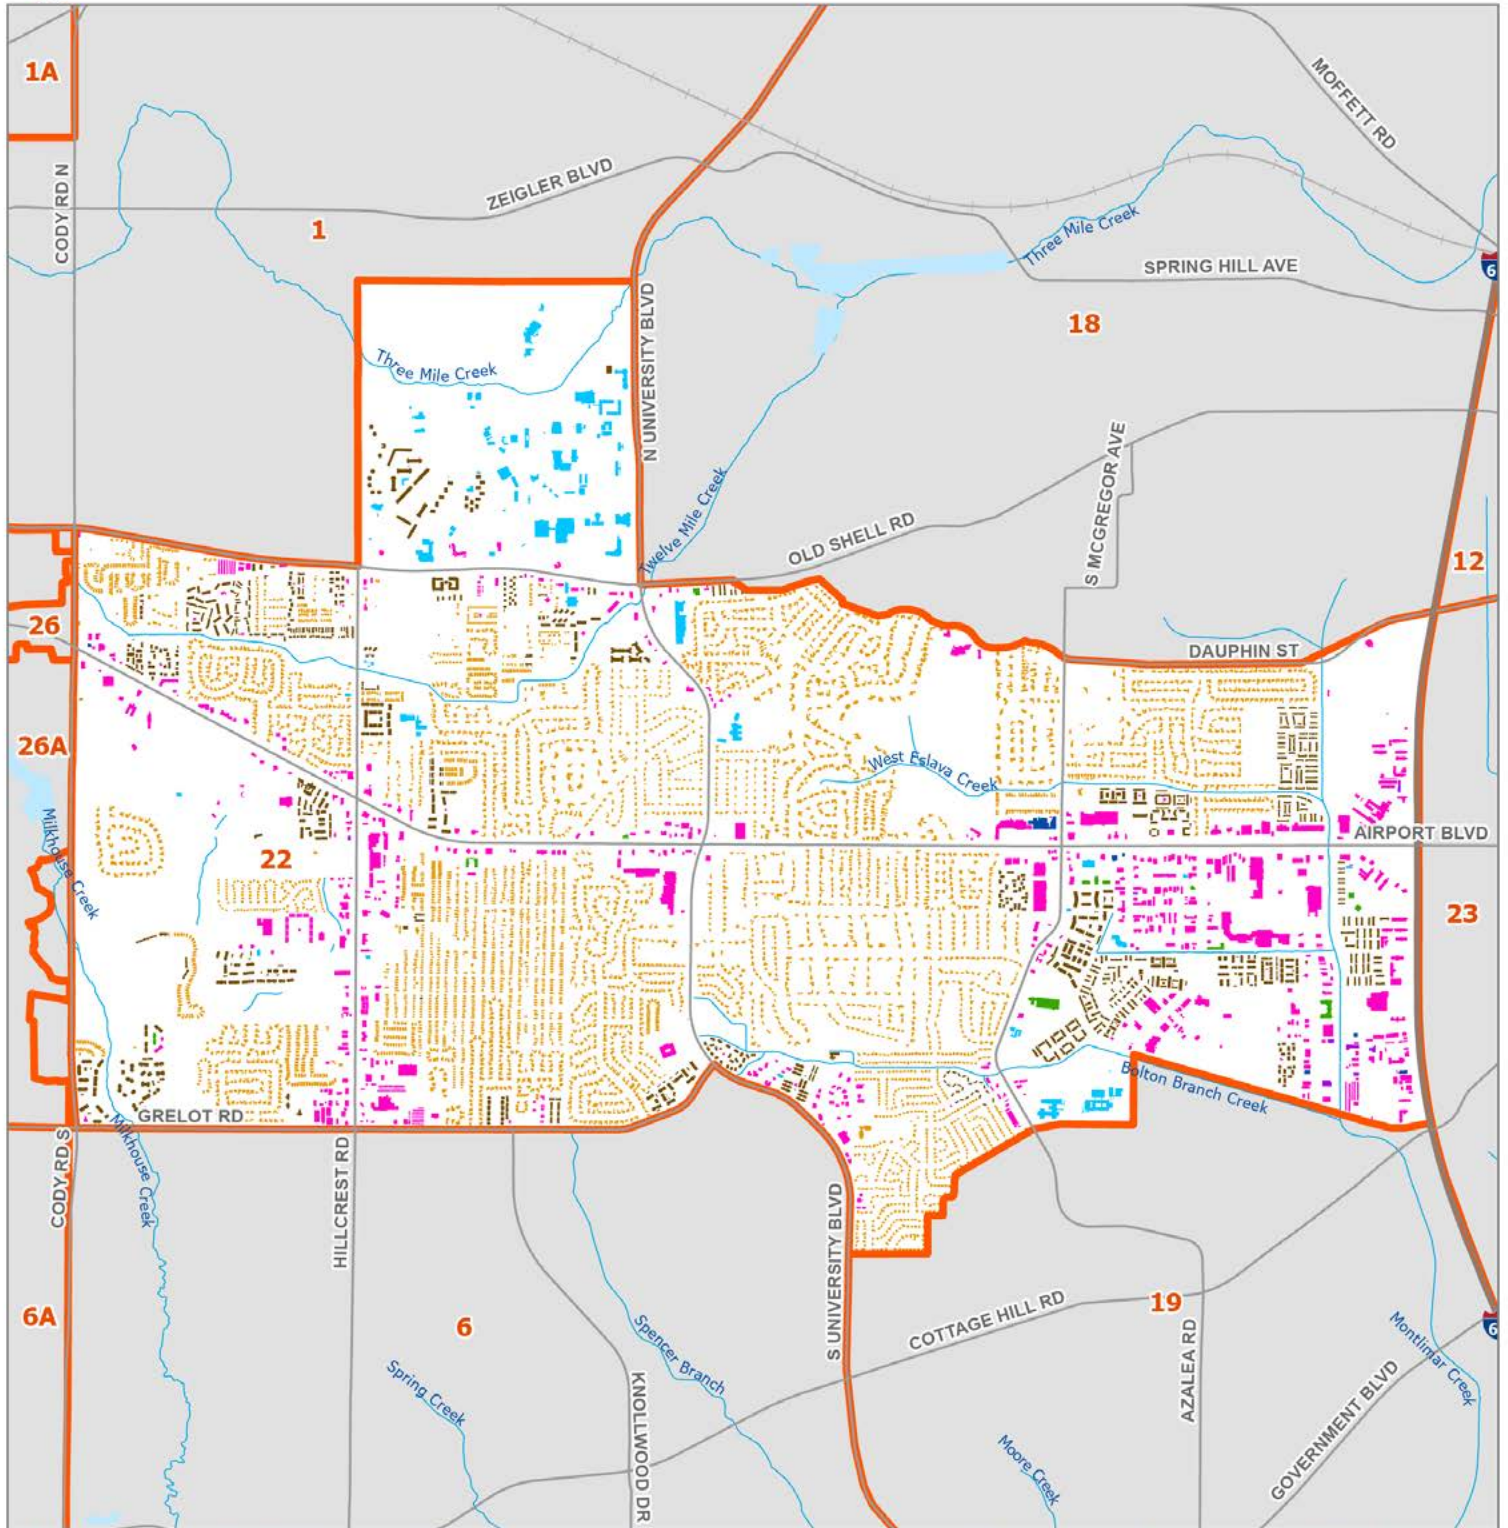 1A
MOFFETT RD
CODY RD N
ZEIGLER BLVD
1
Three Mile Creek
SPRING HILL AVE
6
18
N UNIVERSITY BLVD
Three Mile Creek
S MCGREGOR AVE
Twelve Mile Creek
OLD SHELL RD
12
26
DAUPHIN ST
26A
West Eslava Creek
Milkhouse Creek
AIRPORT BLVD
22
23
Bolton Branch Creek
GRELOT RD
Milkhouse Creek
CODY RD S
HILLCREST RD
S UNIVERSITY BLVD
6A
6
19
COTTAGE HILL RD
6
Spencer Branch
AZALEA RD
Montlimar Creek
Spring Creek
KNOLLWOOD DR
GOVERNMENT BLVD
Moore Creek